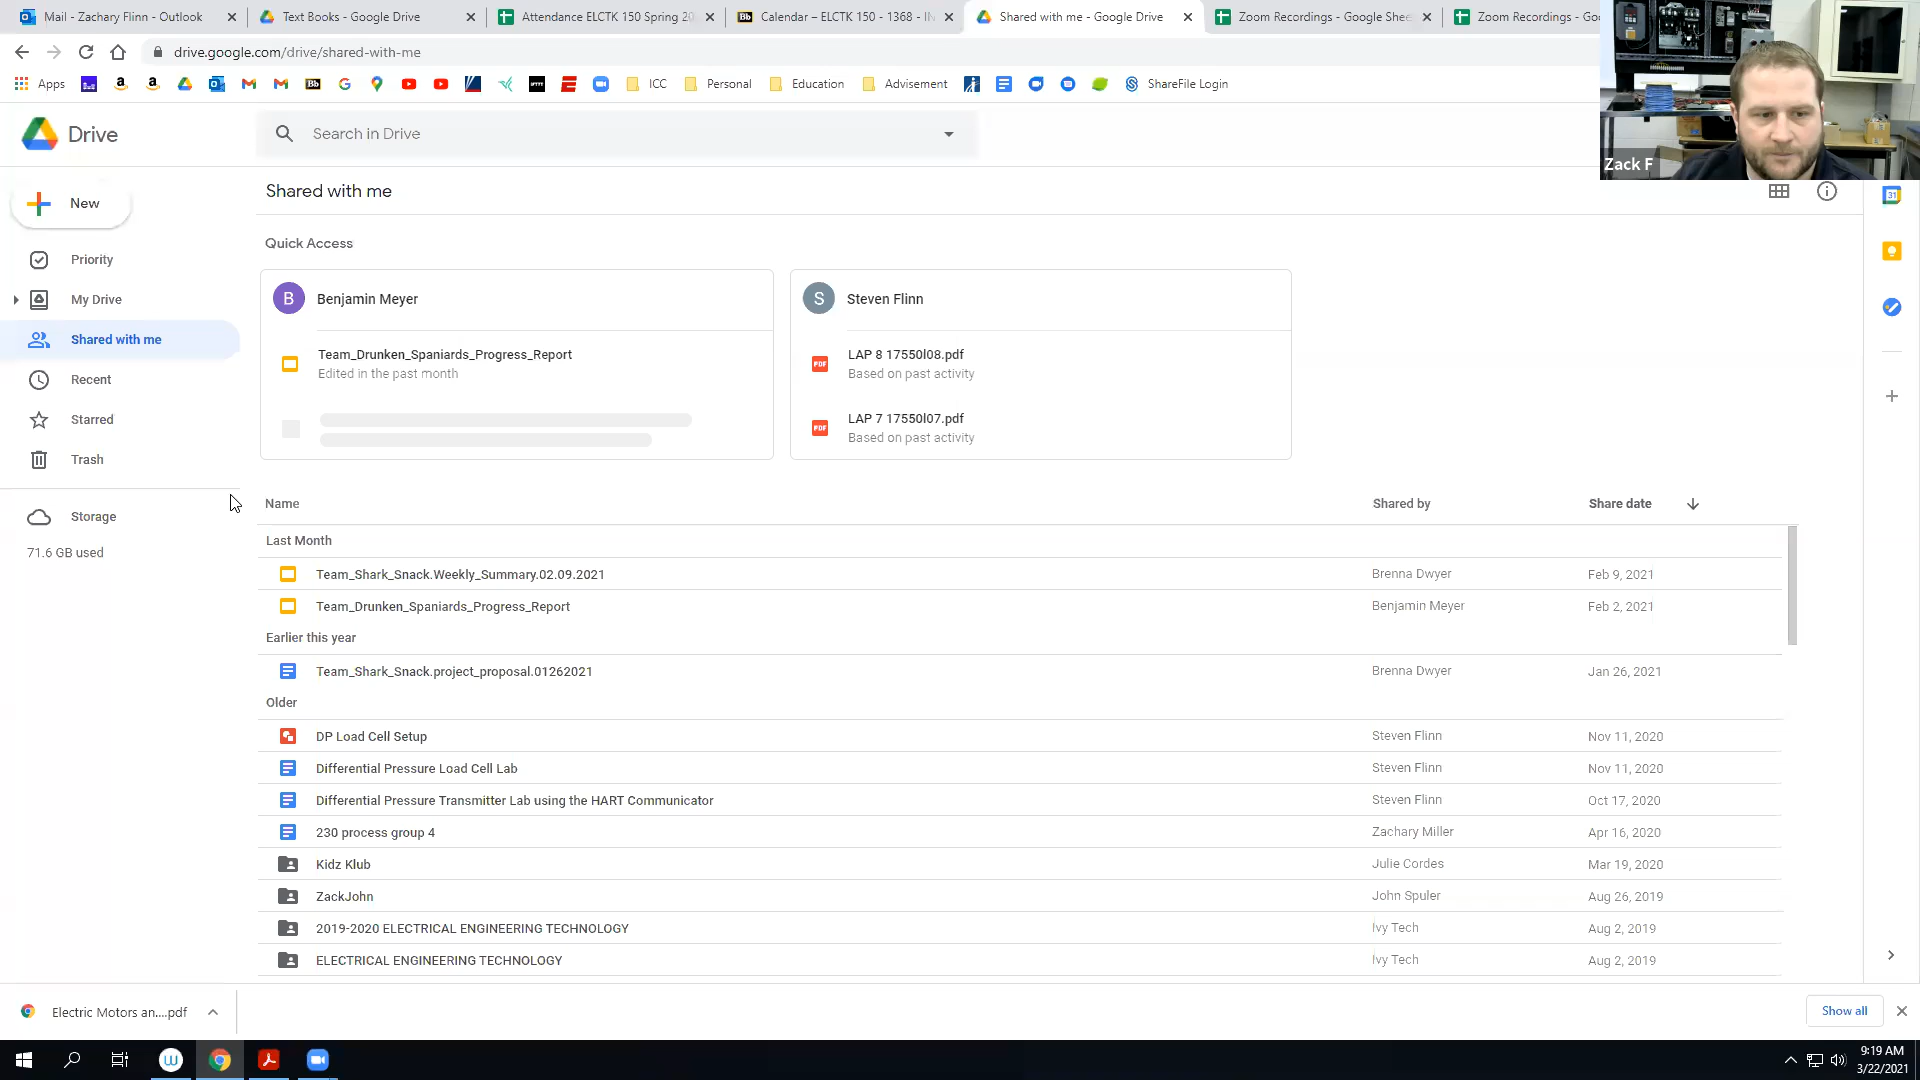 Mail - Zachary Flinn - Outlook
Text Books - Google Drive
Attendance ELCTK 150 Spring 20
Calendar – ELCTK 150 - 1368 - IN
Shared with me - Google Drive
Zoom Recordings - Google Shee
Zoom Recordings - Go
drive.google.com/drive/shared-with-me
Apps
ICC
Personal
Education
Advisement
ShareFile Login
Drive
Search in Drive
Zack F
New
Priority
My Drive
Shared with me
Recent
Starred
Trash
Storage
71.6 GB used
Shared with me
Quick Access
B
Benjamin Meyer
Team_Drunken_Spaniards_Progress_Report
Edited in the past month
S
Steven Flinn
PDF
LAP 8 17550l08.pdf
Based on past activity
PDF
LAP 7 17550l07.pdf
Based on past activity
Name Shared by Share date
Last Month
Team_Shark_Snack.Weekly_Summary.02.09.2021 Brenna Dwyer Feb 9, 2021
Team_Drunken_Spaniards_Progress_Report Benjamin Meyer Feb 2, 2021
Earlier this year
Team_Shark_Snack.project_proposal.01262021 Brenna Dwyer Jan 26, 2021
Older
DP Load Cell Setup Steven Flinn Nov 11, 2020
Differential Pressure Load Cell Lab Steven Flinn Nov 11, 2020
Differential Pressure Transmitter Lab using the HART Communicator Steven Flinn Oct 17, 2020
230 process group 4 Zachary Miller Apr 16, 2020
Kidz Klub Julie Cordes Mar 19, 2020
ZackJohn John Spuler Aug 26, 2019
2019-2020 ELECTRICAL ENGINEERING TECHNOLOGY Ivy Tech Aug 2, 2019
ELECTRICAL ENGINEERING TECHNOLOGY Ivy Tech Aug 2, 2019
31
Electric Motors an....pdf
Show all
9:19 AM
3/22/2021